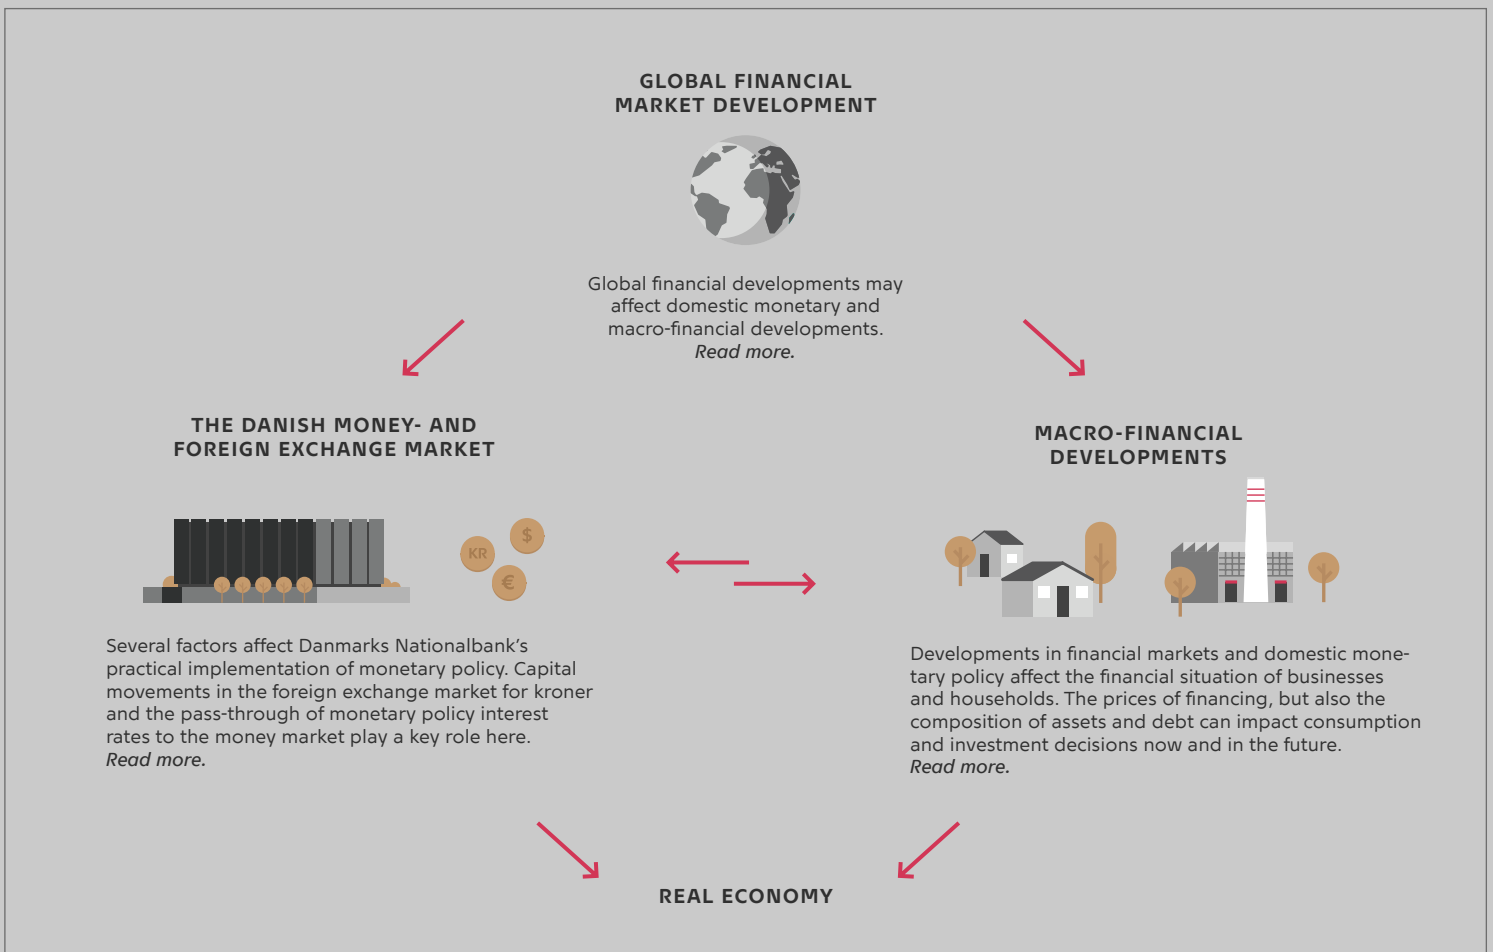 GLOBAL FINANCIAL
MARKET DEVELOPMENT
Global financial developments may
affect domestic monetary and
macro-financial developments.
Read more.
THE DANISH MONEY- AND
FOREIGN EXCHANGE MARKET
KR
$
€
Several factors affect Danmarks Nationalbank’s
practical implementation of monetary policy. Capital
movements in the foreign exchange market for kroner
and the pass-through of monetary policy interest
rates to the money market play a key role here.
Read more.
MACRO-FINANCIAL
DEVELOPMENTS
Developments in financial markets and domestic mone-
tary policy affect the financial situation of businesses
and households. The prices of financing, but also the
composition of assets and debt can impact consumption
and investment decisions now and in the future.
Read more.
REAL ECONOMY